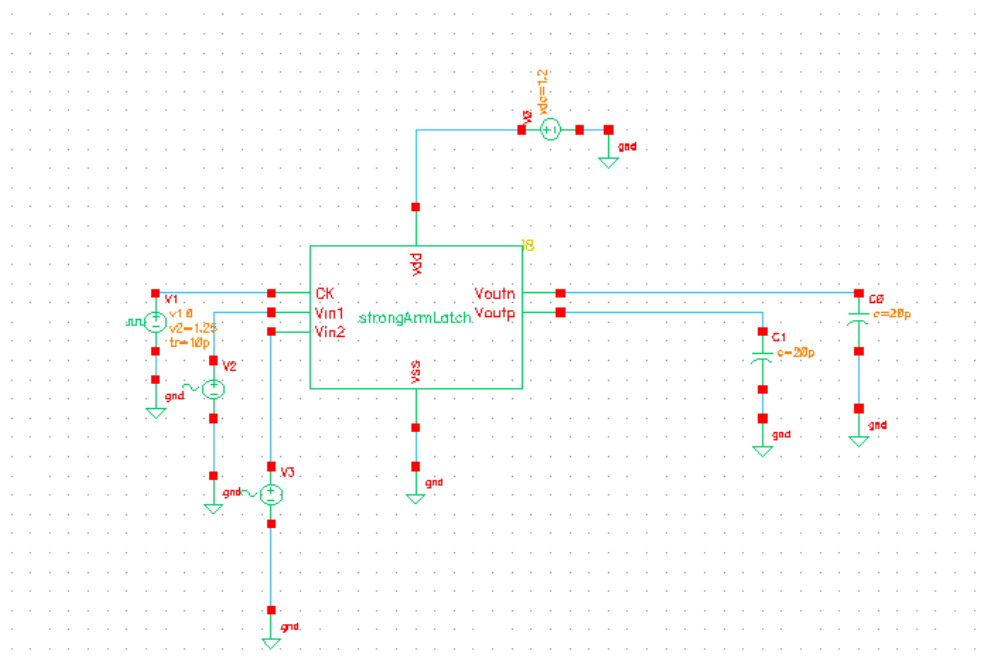 vdc=1.2
V0
gnd
I8
vdd
V1
CK
Voutn
C0
v1:0
Vin1
strongArmLatch
Voutp
c=20p
v2=1.25
Vin2
C1
tr=10p
c=20p
V2
vss
gnd
gnd
gnd
V3
gnd
gnd
gnd